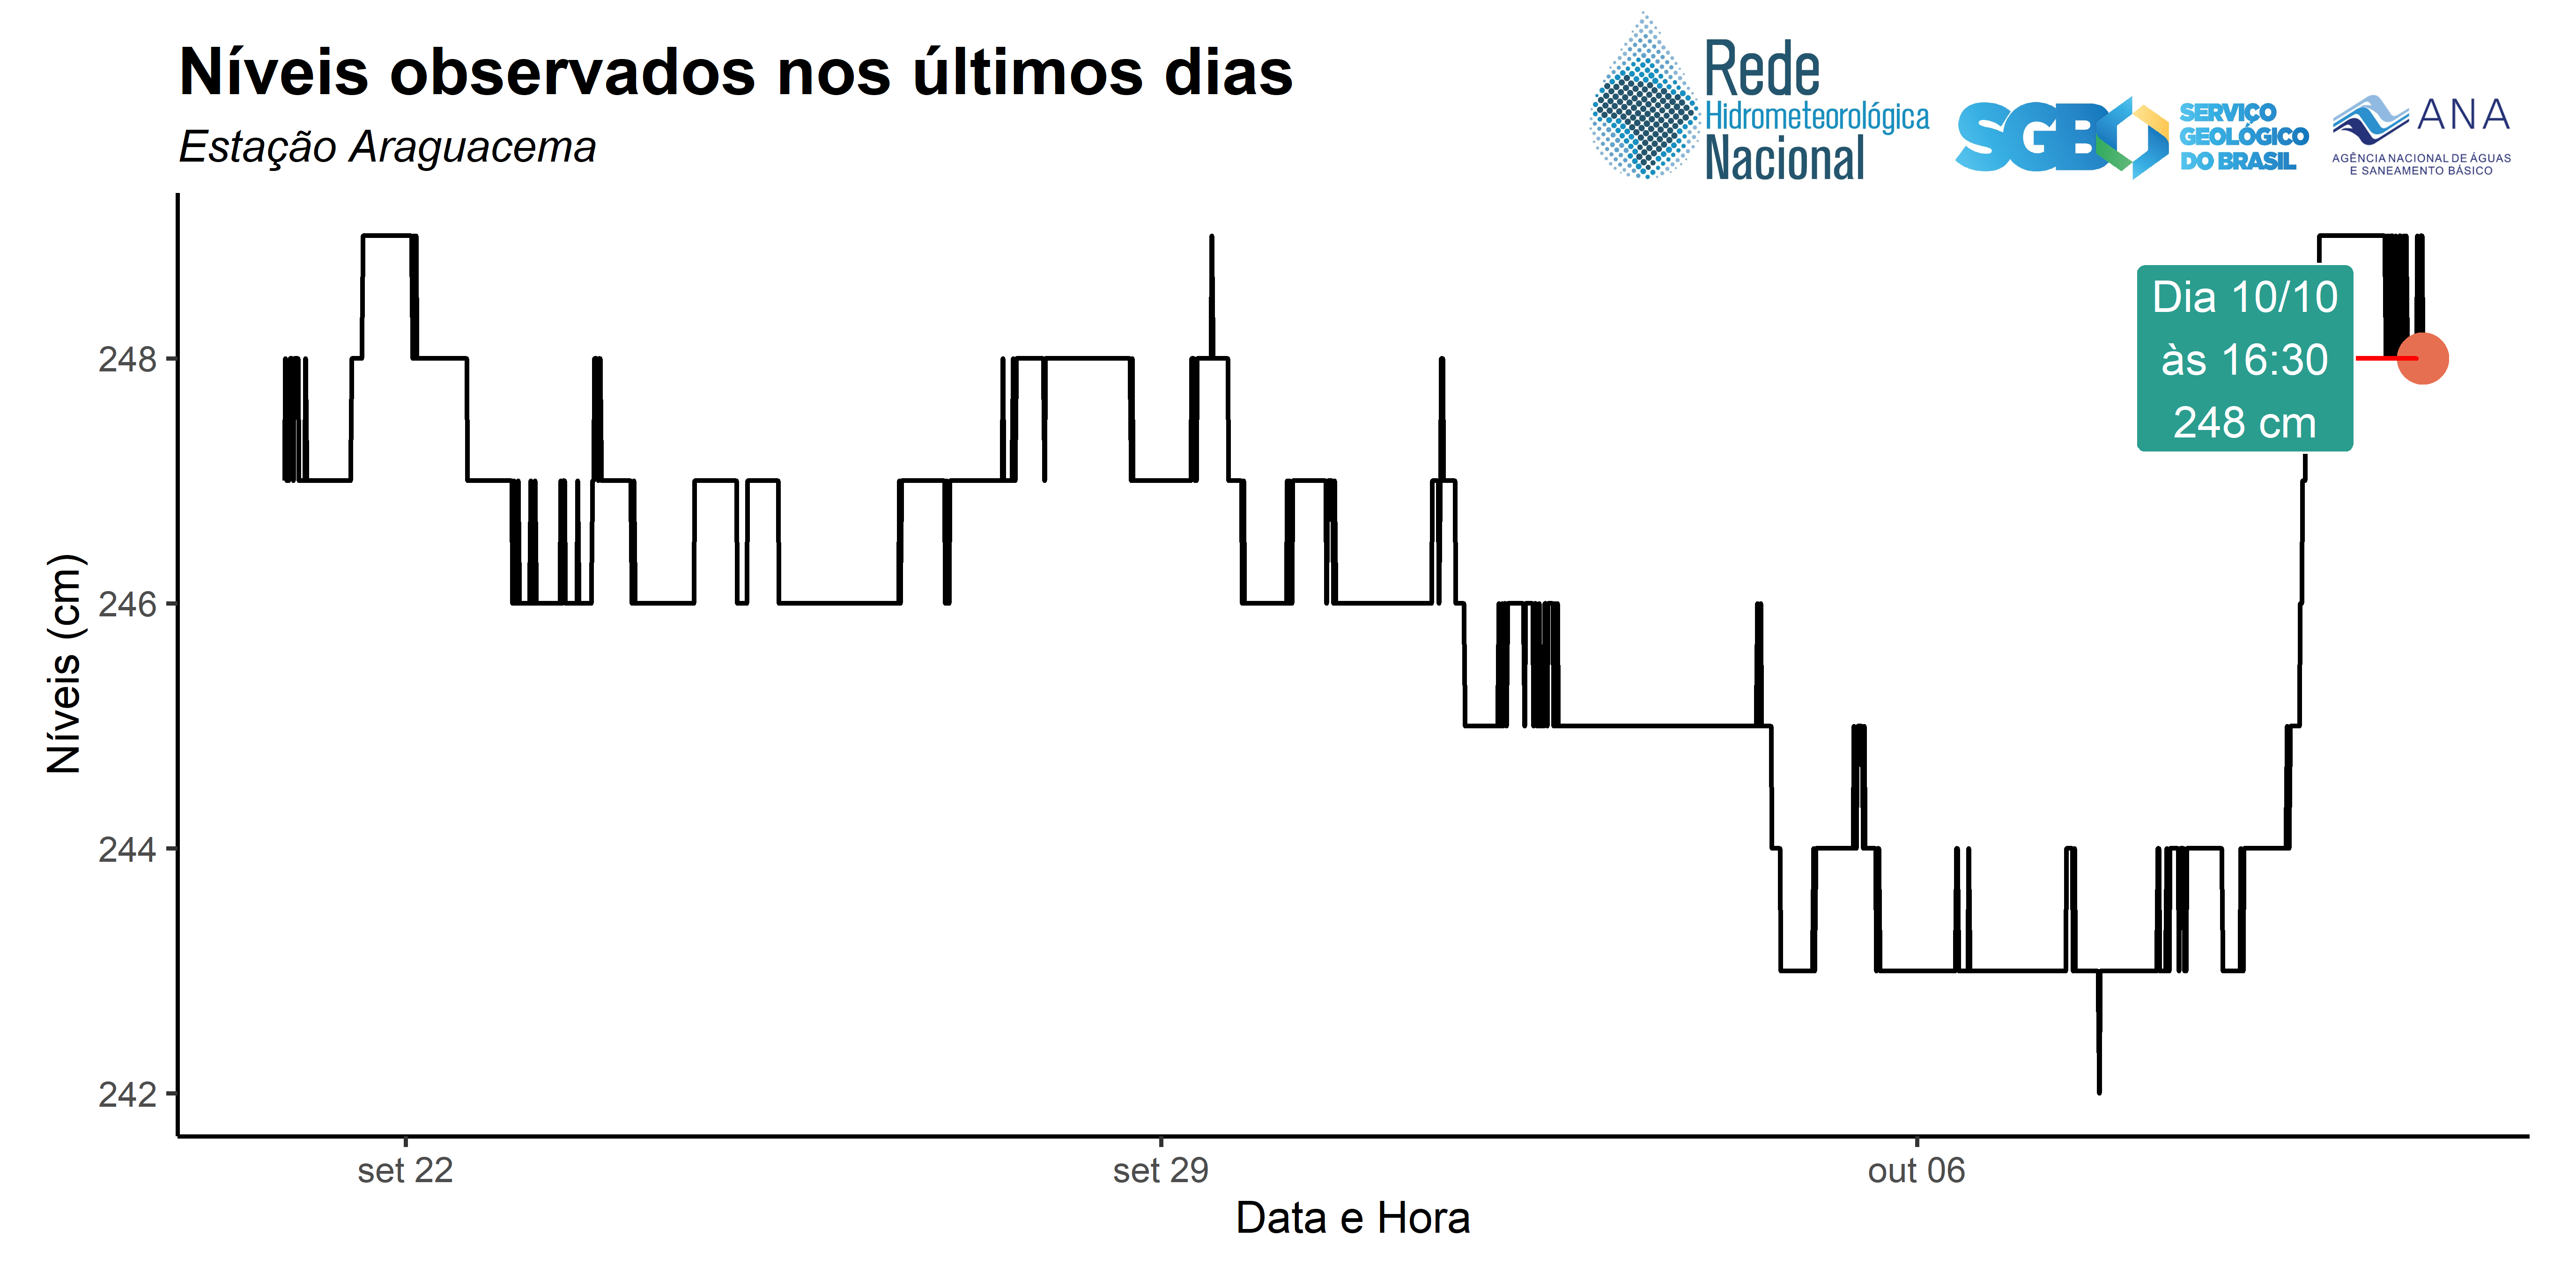 Níveis observados nos últimos dias
Estação Araguacema
Rede
Hidrometeorológica
Nacional
SGB
SERVIÇO
GEOLÓGICO
DO BRASIL
ANA
AGÊNCIA NACIONAL DE ÁGUAS
E SANEAMENTO BÁSICO
Dia 10/10
às 16:30
248 cm
Níveis (cm)
248
246
244
242
set 22
set 29
out 06
Data e Hora